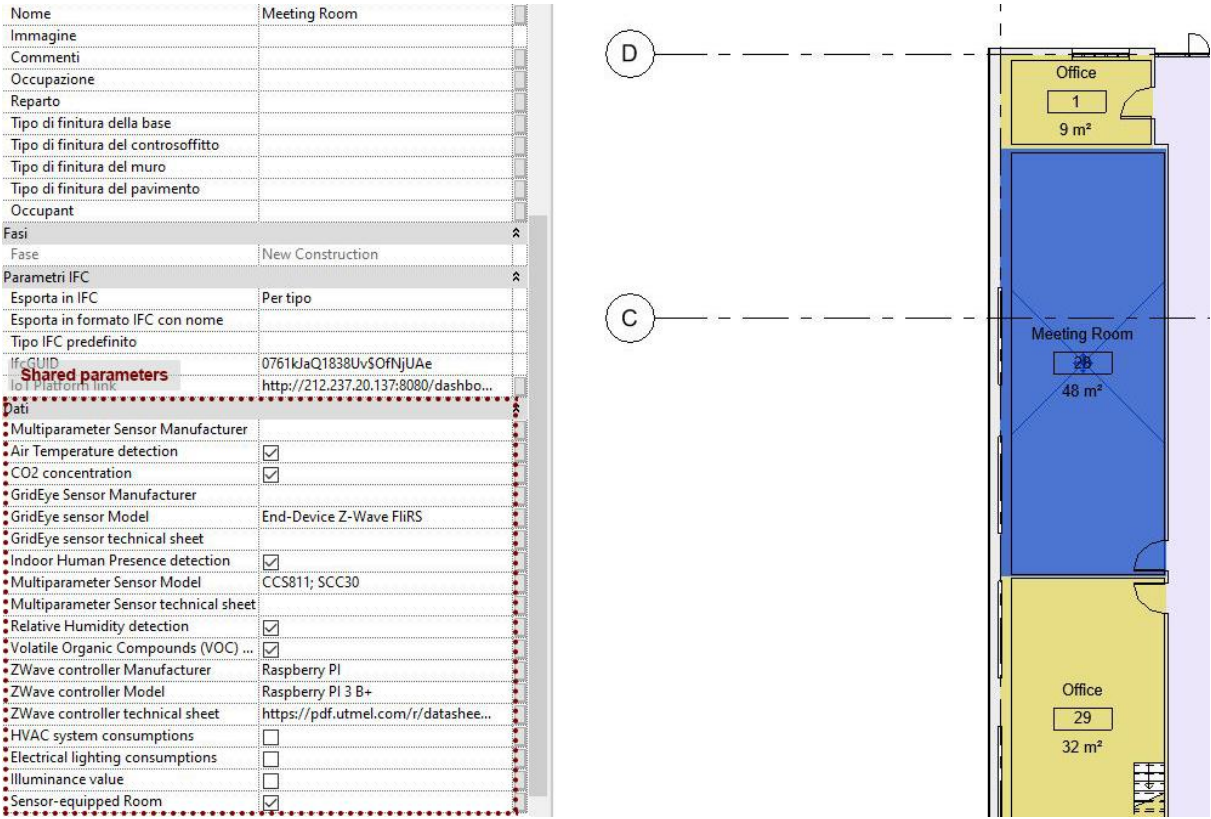 Nome Meeting Room
Immagine
Commenti
Occupazione
Reparto
Tipo di finitura della base
Tipo di finitura del controsoffitto
Tipo di finitura del muro
Tipo di finitura del pavimento
Occupant
Fasi
Fase New Construction
Parametri IFC
Esporta in IFC Per tipo
Esporta in formato IFC con nome
Tipo IFC predefinito
IfcGUID 0761kJaQ1838Uv$OfNjUAe
Shared parameters
IoT Platform link http://212.237.20.137:8080/dashbo...
Dati
Multiparameter Sensor Manufacturer
Air Temperature detection
CO2 concentration
GridEye Sensor Manufacturer
GridEye sensor Model End-Device Z-Wave FliRS
GridEye sensor technical sheet
Indoor Human Presence detection
Multiparameter Sensor Model CCS811; SCC30
Multiparameter Sensor technical sheet
Relative Humidity detection
Volatile Organic Compounds (VOC) ...
ZWave controller Manufacturer Raspberry PI
ZWave controller Model Raspberry PI 3 B+
ZWave controller technical sheet https://pdf.utmel.com/r/datashee...
HVAC system consumptions
Electrical lighting consumptions
Illuminance value
Sensor-equipped Room
D
Office
1
9 m²
C
Meeting Room
28
48 m²
Office
29
32 m²